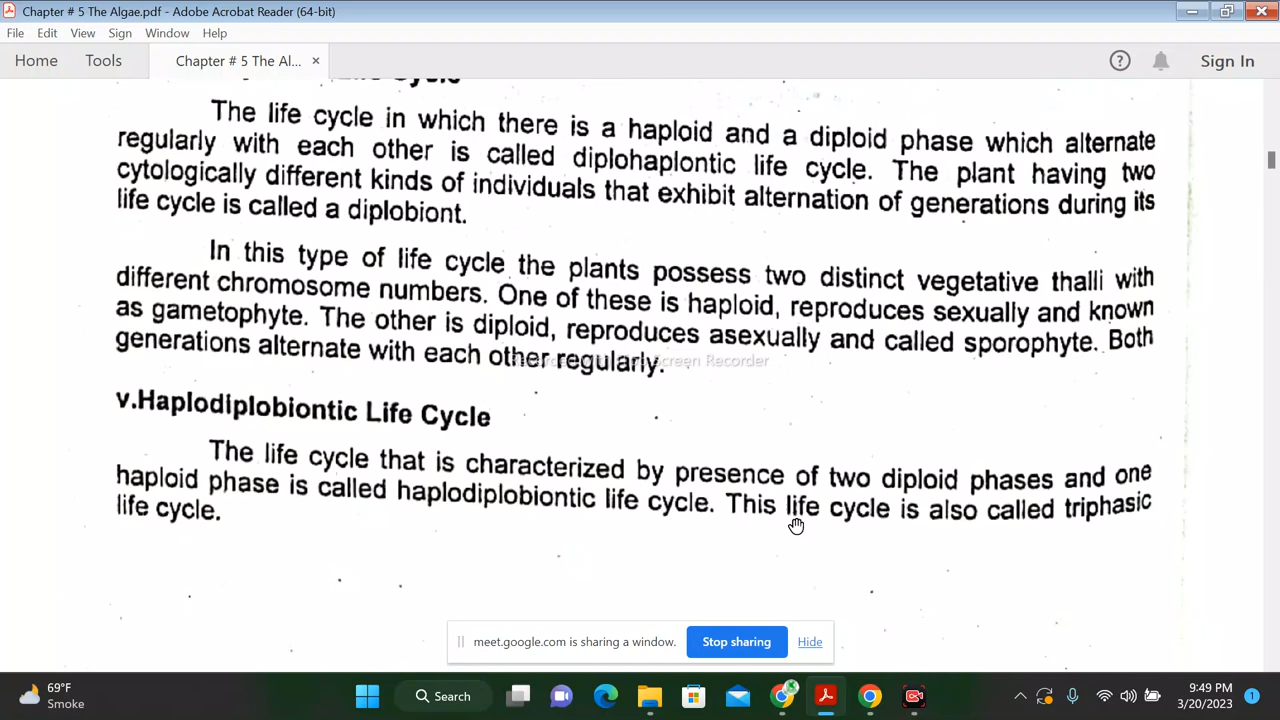 Chapter # 5 The Algae.pdf - Adobe Acrobat Reader (64-bit)
File Edit View Sign Window Help
Home Tools Chapter # 5 The Al... × Sign In
Cycle
The life cycle in which there is a haploid and a diploid phase which alternate
regularly with each other is called diplohaplontic life cycle. The plant having two
cytologically different kinds of individuals that exhibit alternation of generations during its
life cycle is called a diplobiont.
In this type of life cycle the plants possess two distinct vegetative thalli with
different chromosome numbers. One of these is haploid, reproduces sexually and known
as gametophyte. The other is diploid, reproduces asexually and called sporophyte. Both
generations alternate with each other regularly.
Screen Recorder
v.Haplodiplobiontic Life Cycle
The life cycle that is characterized by presence of two diploid phases and one
haploid phase is called haplodiplobiontic life cycle. This life cycle is also called triphasic
life cycle.
meet.google.com is sharing a window. Stop sharing Hide
69°F
Smoke
Search
9:49 PM
3/20/2023
1